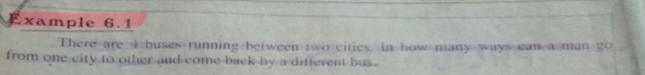 Example 6.1
There are 4 buses running between two cities. In how many ways can a man go
from one city to other and come back by a different bus.